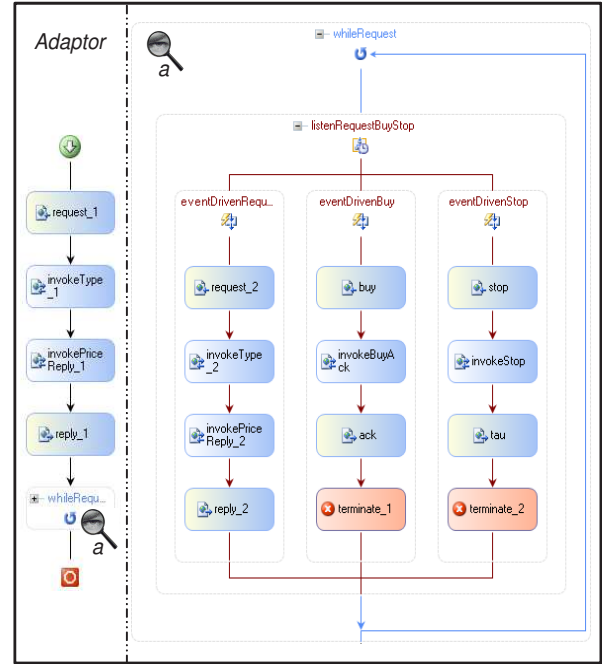 Adaptor
request_1
invokeType
_1
invokePrice
Reply_1
reply_1
whileRequ...
a
a
whileRequest
listenRequestBuyStop
eventDrivenRequ...
request_2
invokeType
_2
invokePrice
Reply_2
reply_2
eventDrivenBuy
buy
invokeBuyA
ck
ack
terminate_1
eventDrivenStop
stop
invokeStop
tau
terminate_2